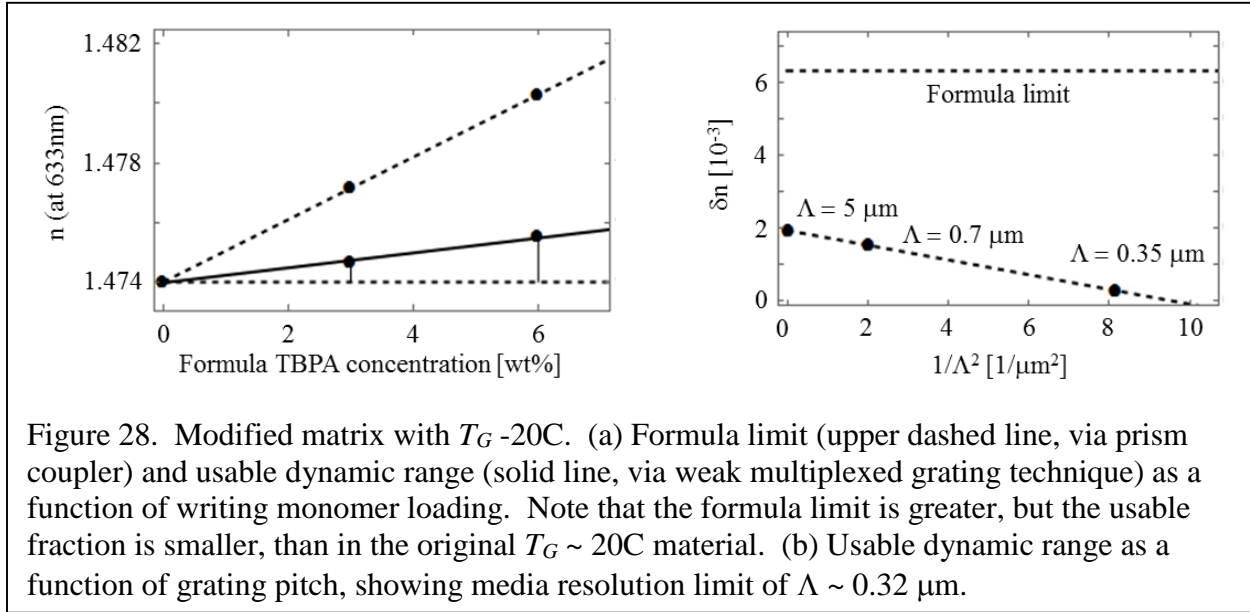 1.482
1.478
1.474
n (at 633nm)
0 2 4 6
Formula TBPA concentration [wt%]
6
4
2
0
δn [10⁻³]
Formula limit
Λ = 5 μm
Λ = 0.7 μm
Λ = 0.35 μm
0 2 4 6 8 10
1/Λ² [1/μm²]
Figure 28. Modified matrix with T_G -20C. (a) Formula limit (upper dashed line, via prism
coupler) and usable dynamic range (solid line, via weak multiplexed grating technique) as a
function of writing monomer loading. Note that the formula limit is greater, but the usable
fraction is smaller, than in the original T_G ~ 20C material. (b) Usable dynamic range as a
function of grating pitch, showing media resolution limit of Λ ~ 0.32 μm.